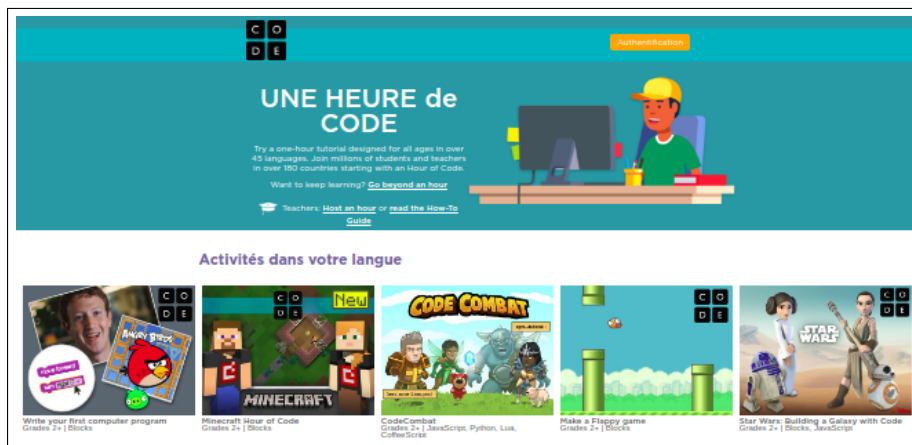 C O
D E
Authentification
UNE HEURE de
CODE
Try a one-hour tutorial designed for all ages in over
45 languages. Join millions of students and teachers
in over 180 countries starting with an Hour of Code.
Want to keep learning? Go beyond an hour
Teachers: Host an hour or read the How-To
Guide
Activités dans votre langue
C O
D E
ANGRY BIRDS
C O
D E
New
MINECRAFT
CODE COMBAT
C O
D E
STAR
WARS
C O
D E
Write your first computer program
Grades 2+ | Blocks
Minecraft Hour of Code
Grades 2+ | Blocks
CodeCombat
Grades 2+ | JavaScript, Python, Lua,
CoffeeScript
Make a Flappy game
Grades 2+ | Blocks
Star Wars: Building a Galaxy with Code
Grades 2+ | Blocks, JavaScript